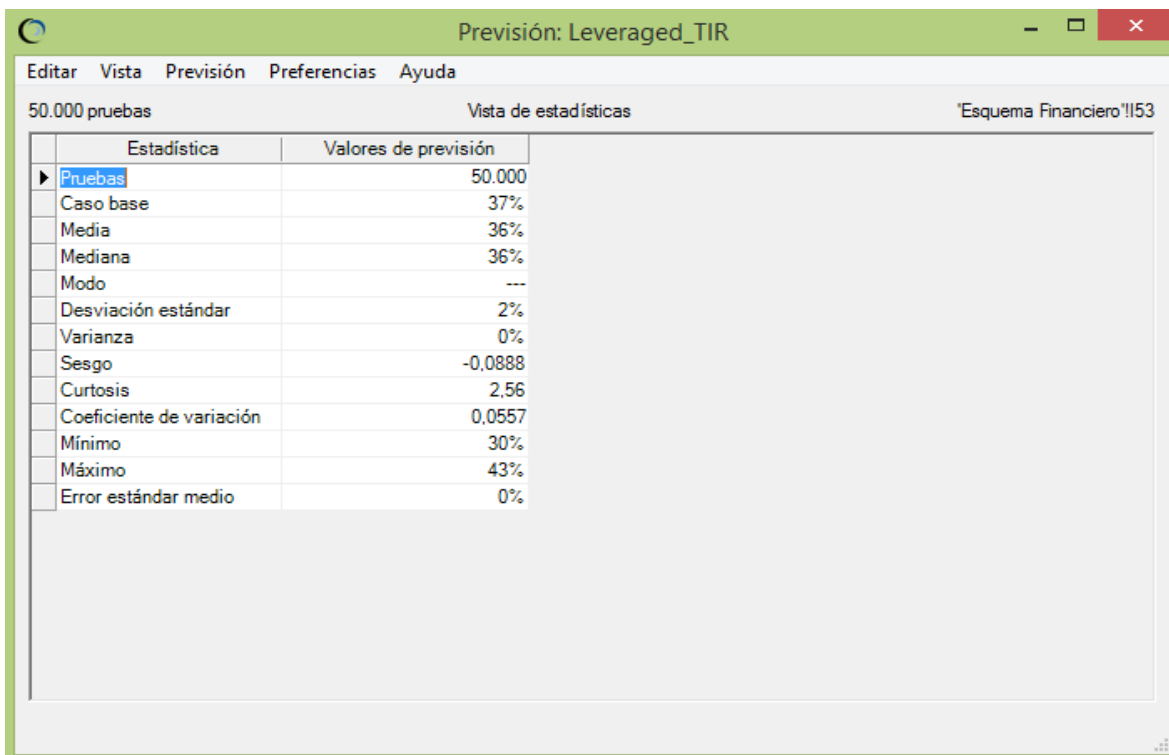 Previsión: Leveraged_TIR
Editar Vista Previsión Preferencias Ayuda
50.000 pruebas Vista de estadísticas 'Esquema Financiero'!I53
Estadística Valores de previsión
Pruebas 50.000
Caso base 37%
Media 36%
Mediana 36%
Modo ---
Desviación estándar 2%
Varianza 0%
Sesgo -0,0888
Curtosis 2,56
Coeficiente de variación 0,0557
Mínimo 30%
Máximo 43%
Error estándar medio 0%